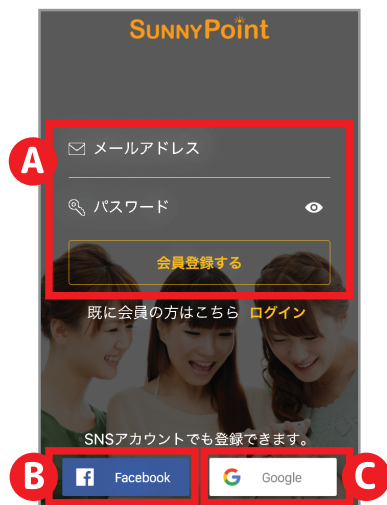 SUNNYPOINT
A
メールアドレス
パスワード
会員登録する
既に会員の方はこちら ログイン
SNSアカウントでも登録できます。
B
f Facebook
G Google
C